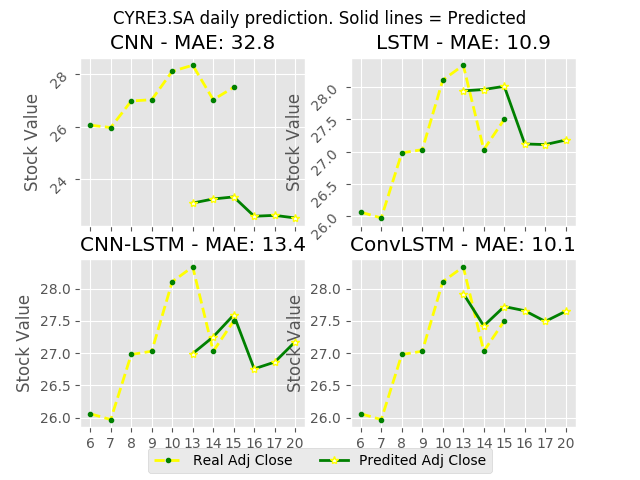 CYRE3.SA daily prediction. Solid lines = Predicted
CNN - MAE: 32.8
LSTM - MAE: 10.9
Stock Value
28
26
24
Stock Value
28.0
27.5
27.0
26.5
26.0
CNN-LSTM - MAE: 13.4
ConvLSTM - MAE: 10.1
Stock Value
28.0
27.5
27.0
26.5
26.0
6 7 8 9 10 13 14 15 16 17 20
Stock Value
28.0
27.5
27.0
26.5
26.0
6 7 8 9 10 13 14 15 16 17 20
Real Adj Close
Predited Adj Close